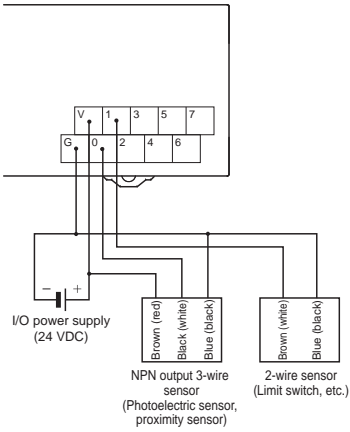 V 1 3 5 7
G 0 2 4 6
− +
I/O power supply
(24 VDC)
Brown (red)
Black (white)
Blue (black)
Brown (white)
Blue (black)
NPN output 3-wire
sensor
(Photoelectric sensor,
proximity sensor)
2-wire sensor
(Limit switch, etc.)